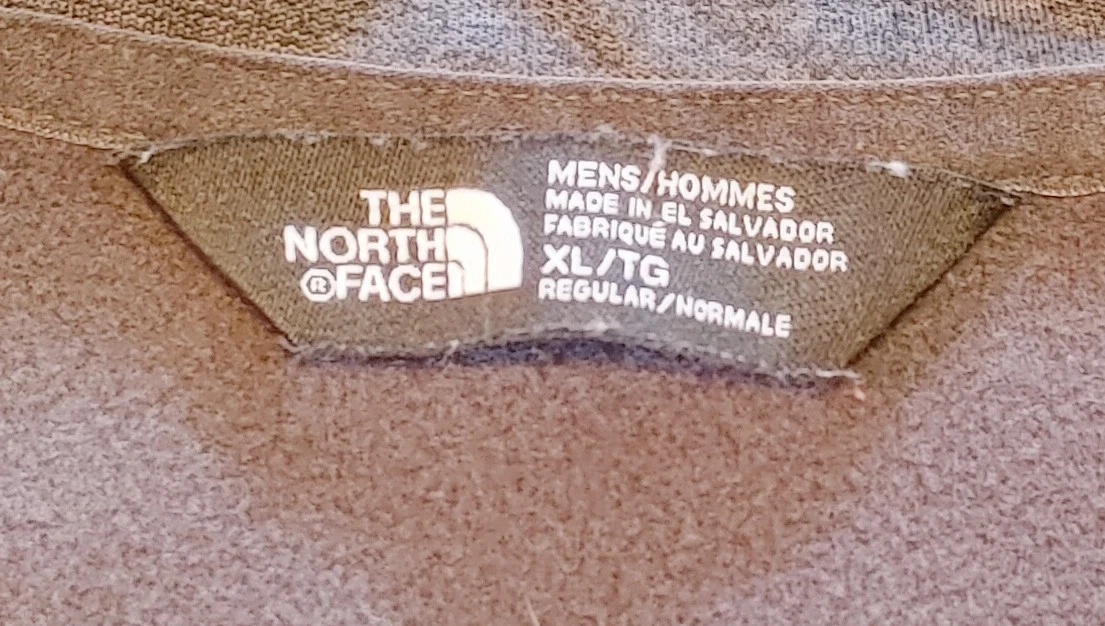 THE
NORTH
®FACE
MENS/HOMMES
MADE IN EL SALVADOR
FABRIQUÉ AU SALVADOR
XL/TG
REGULAR/NORMALE